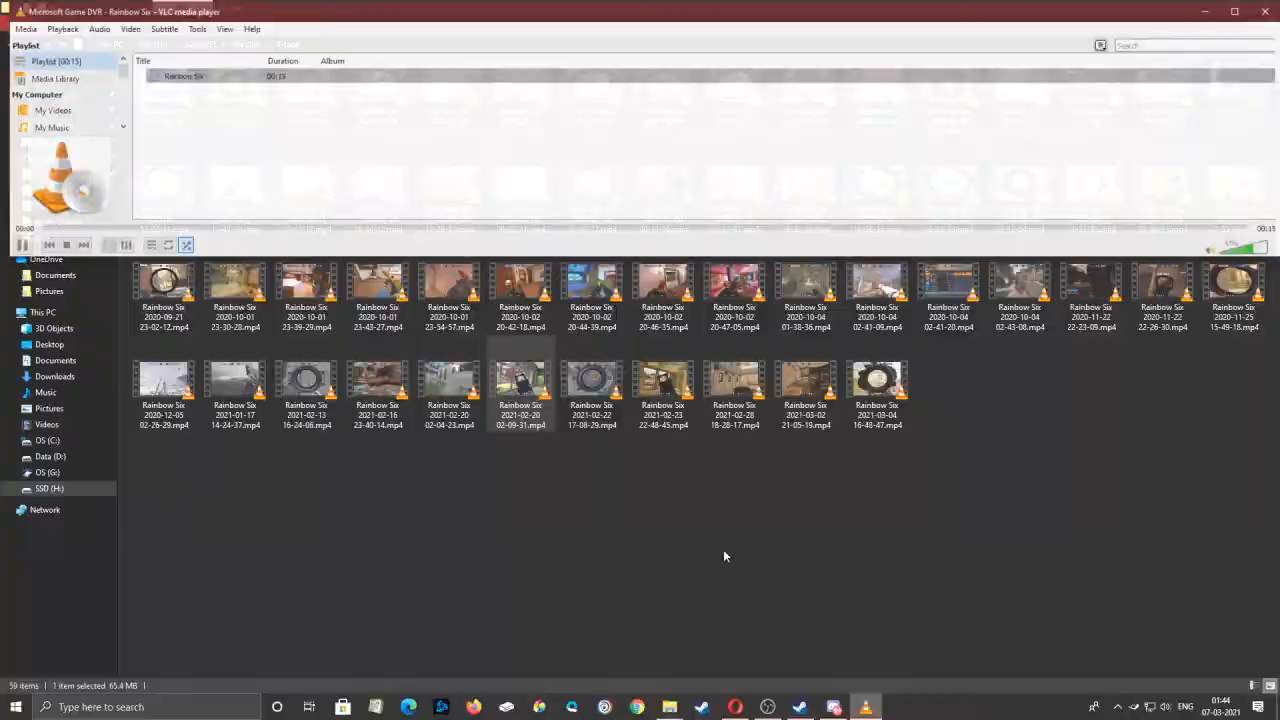 Microsoft Game DVR - Rainbow Six - VLC media player
Media Playback Audio Video Subtitle Tools View Help
Playlist
Search
Playlist [00:15]
Title Duration Album
Media Library
Rainbow Six 00:15
My Computer
My Videos
My Music
00:00
00:15
OneDrive
Documents
Pictures
This PC
3D Objects
Desktop
Documents
Downloads
Music
Pictures
Videos
OS (C:)
Data (D:)
OS (G:)
SSD (H:)
Network
Rainbow Six Rainbow Six Rainbow Six Rainbow Six Rainbow Six Rainbow Six Rainbow Six Rainbow Six Rainbow Six Rainbow Six Rainbow Six Rainbow Six Rainbow Six Rainbow Six Rainbow Six Rainbow Six
2020-09-21 2020-10-01 2020-10-01 2020-10-01 2020-10-01 2020-10-02 2020-10-02 2020-10-02 2020-10-02 2020-10-04 2020-10-04 2020-10-04 2020-10-04 2020-11-22 2020-11-22 2020-11-25
23-02-12.mp4 23-30-28.mp4 23-39-29.mp4 23-43-27.mp4 23-54-57.mp4 20-42-18.mp4 20-44-39.mp4 20-46-35.mp4 20-47-05.mp4 01-38-36.mp4 02-41-09.mp4 02-41-20.mp4 02-43-08.mp4 22-23-09.mp4 22-26-30.mp4 15-49-18.mp4
Rainbow Six Rainbow Six Rainbow Six Rainbow Six Rainbow Six Rainbow Six Rainbow Six Rainbow Six Rainbow Six Rainbow Six Rainbow Six
2020-12-05 2021-01-17 2021-02-13 2021-02-16 2021-02-20 2021-02-20 2021-02-22 2021-02-23 2021-02-28 2021-03-02 2021-03-04
02-26-29.mp4 14-24-37.mp4 16-24-06.mp4 23-40-14.mp4 02-04-23.mp4 02-09-31.mp4 17-08-29.mp4 22-48-45.mp4 18-28-17.mp4 21-05-19.mp4 16-48-47.mp4
59 items 1 item selected 65.4 MB
Type here to search
ENG
01:44
07-03-2021